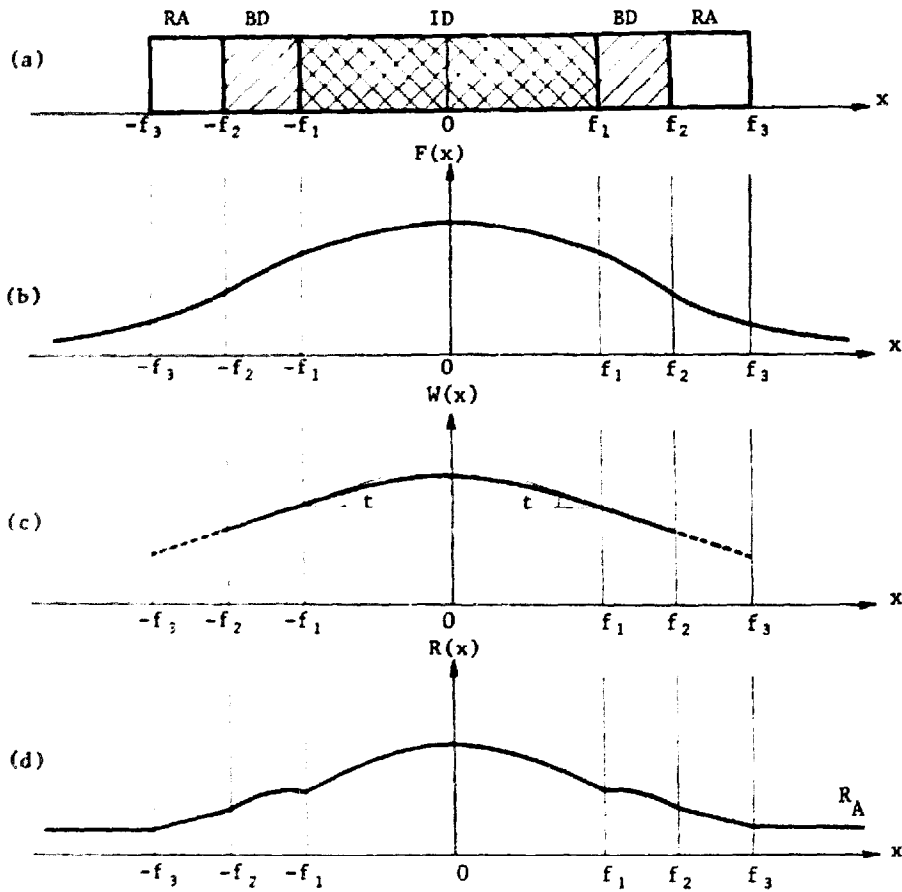 RA BD ID BD RA
(a)
x
-f₃ -f₂ -f₁ 0 f₁ f₂ f₃
F(x)
(b)
x
-f₃ -f₂ -f₁ 0 f₁ f₂ f₃
W(x)
t t
(c)
x
-f₃ -f₂ -f₁ 0 f₁ f₂ f₃
R(x)
(d)
R_A
x
-f₃ -f₂ -f₁ 0 f₁ f₂ f₃